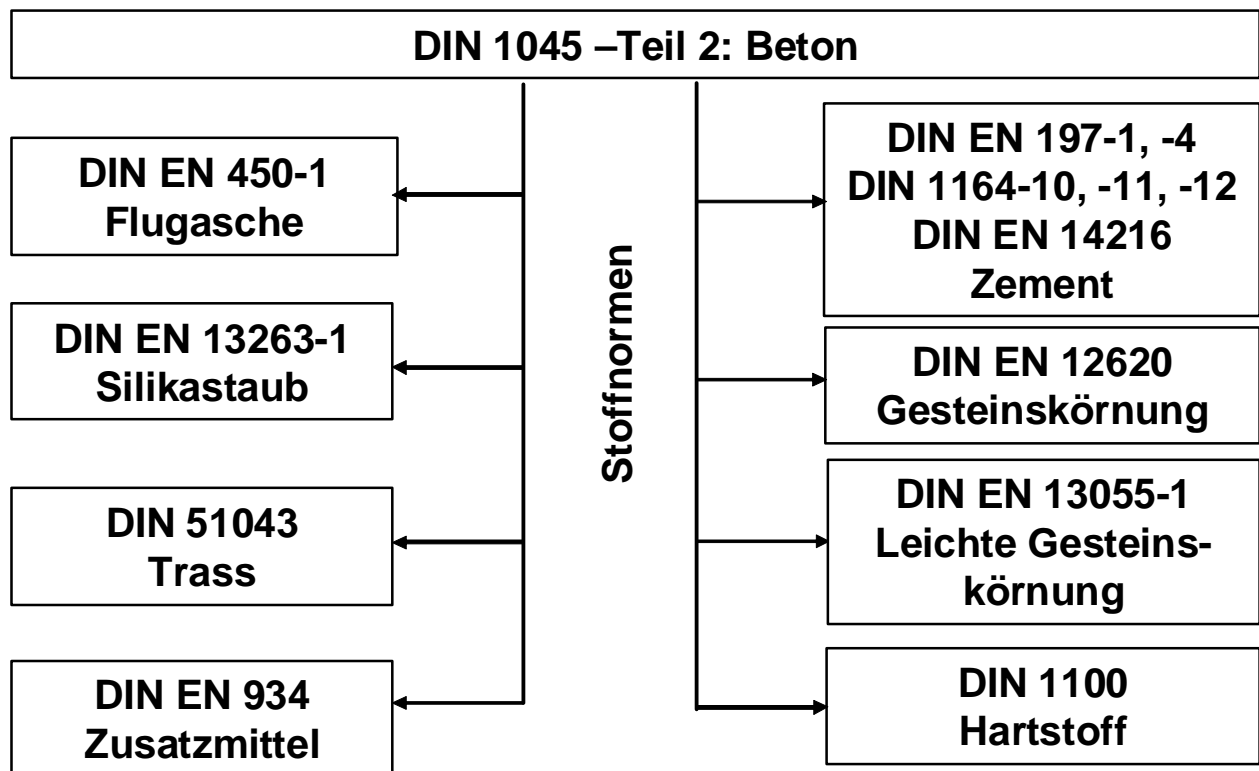 DIN 1045 –Teil 2: Beton
DIN EN 450-1
Flugasche
DIN EN 13263-1
Silikastaub
DIN 51043
Trass
DIN EN 934
Zusatzmittel
Stoffnormen
DIN EN 197-1, -4
DIN 1164-10, -11, -12
DIN EN 14216
Zement
DIN EN 12620
Gesteinskörnung
DIN EN 13055-1
Leichte Gesteins-
körnung
DIN 1100
Hartstoff